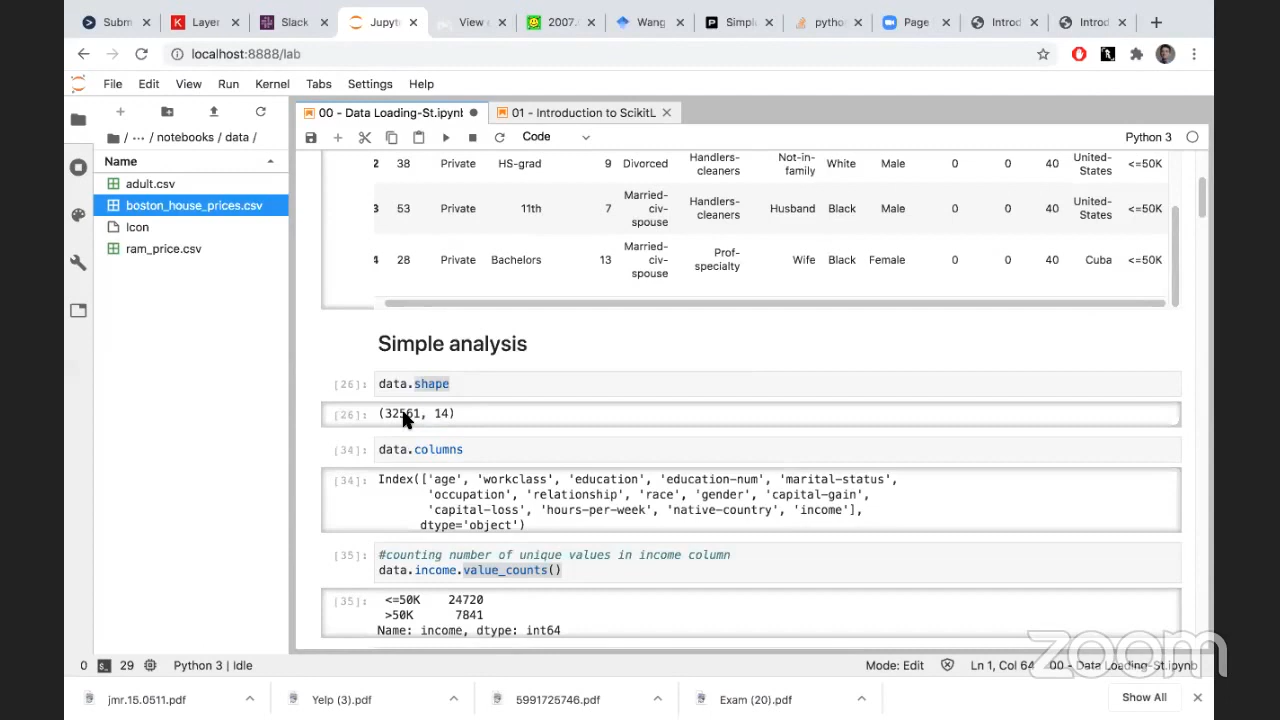 Subm
Layer
Slack
Jupyt
View
2007.
Wang
Simpl
pytho
Page
Introd
Introd
localhost:8888/lab
File Edit View Run Kernel Tabs Settings Help
00 - Data Loading-St.ipynb
01 - Introduction to ScikitL
Code
Python 3
/ ··· / notebooks / data /
Name
adult.csv
boston_house_prices.csv
Icon
ram_price.csv
2 38 Private HS-grad 9 Divorced Handlers-cleaners Not-in-family White Male 0 0 40 United-States <=50K
3 53 Private 11th 7 Married-civ-spouse Handlers-cleaners Husband Black Male 0 0 40 United-States <=50K
4 28 Private Bachelors 13 Married-civ-spouse Prof-specialty Wife Black Female 0 0 40 Cuba <=50K
Simple analysis
[26]: data.shape
[26]: (32561, 14)
[34]: data.columns
[34]: Index(['age', 'workclass', 'education', 'education-num', 'marital-status',
'occupation', 'relationship', 'race', 'gender', 'capital-gain',
'capital-loss', 'hours-per-week', 'native-country', 'income'],
dtype='object')
[35]: #counting number of unique values in income column
data.income.value_counts()
[35]: <=50K 24720
>50K 7841
Name: income, dtype: int64
0 29 Python 3 | Idle
Mode: Edit Ln 1, Col 64 00 - Data Loading-St.ipynb
zoom
jmr.15.0511.pdf
Yelp (3).pdf
5991725746.pdf
Exam (20).pdf
Show All